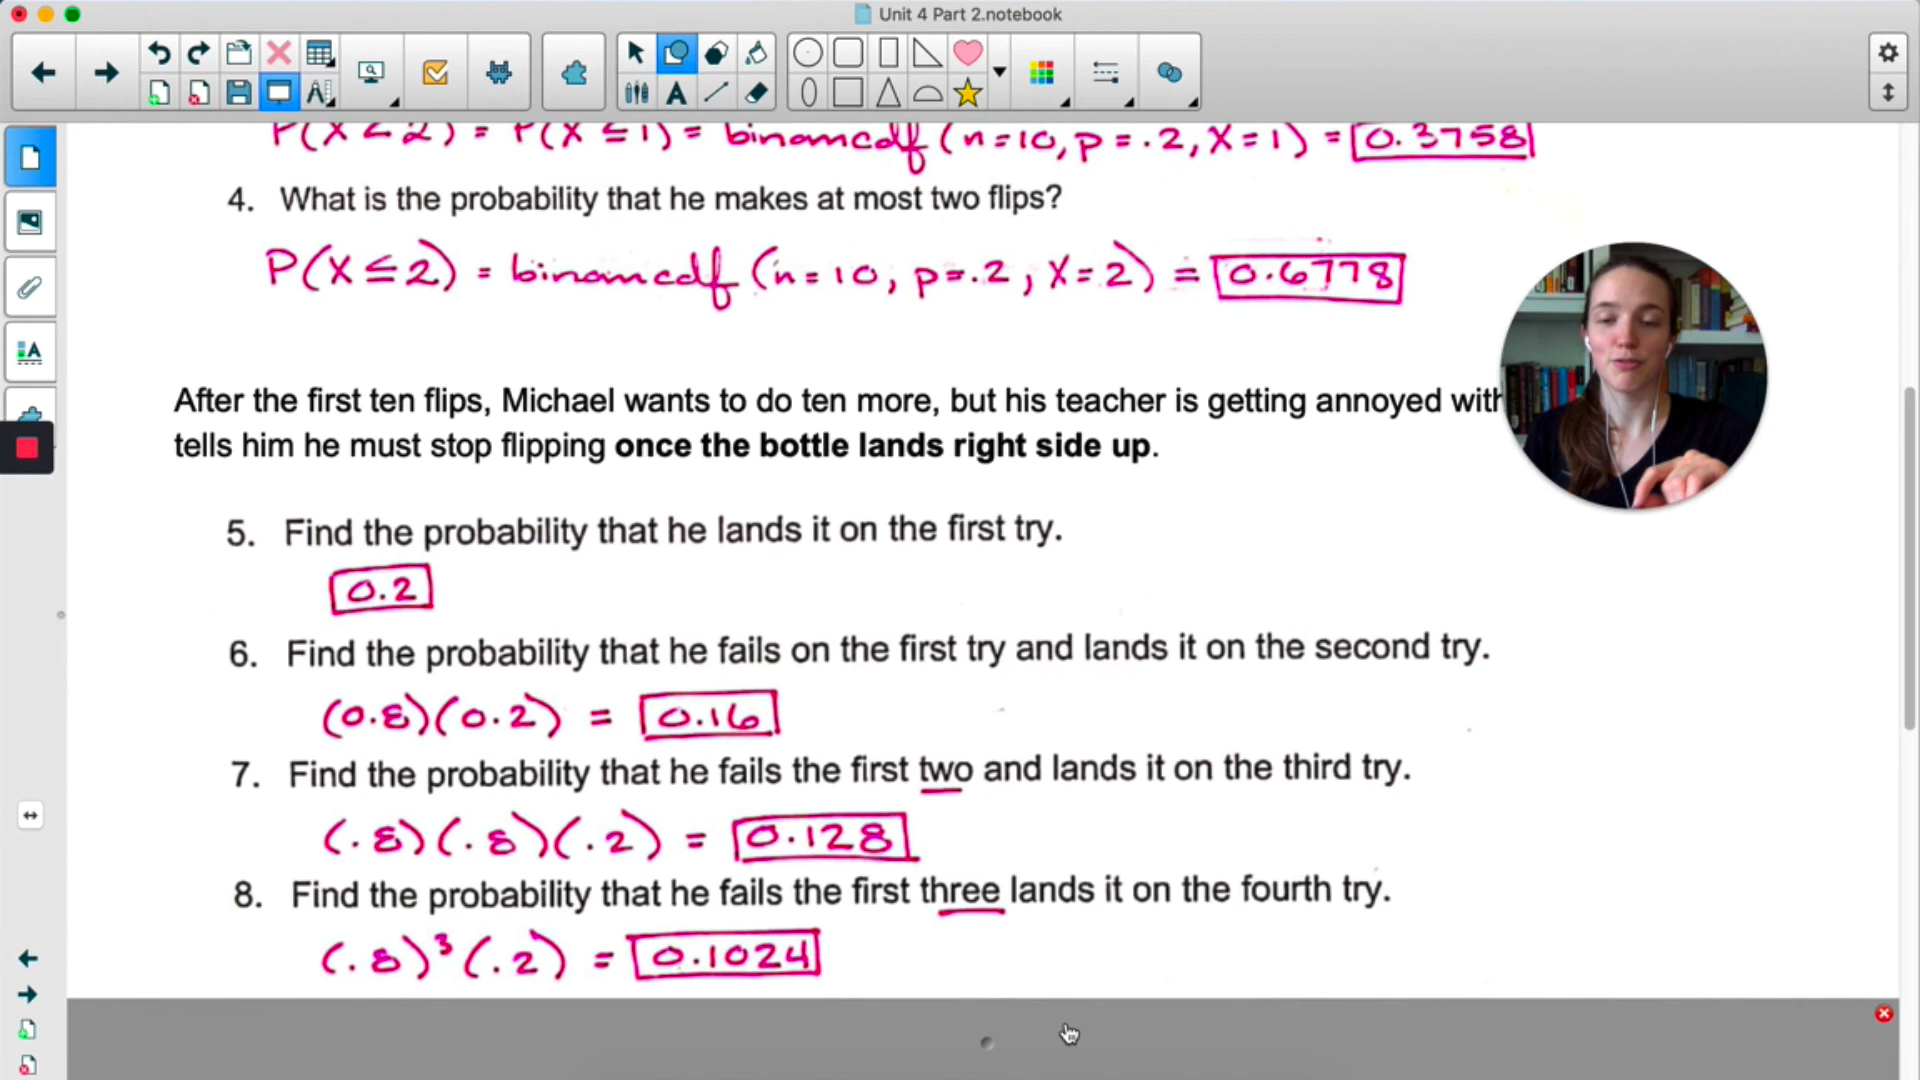 Unit 4 Part 2.notebook
P(X < 2) = P(X ≤ 1) = binomcdf (n=10, p=.2, X=1) = 0.3758
4. What is the probability that he makes at most two flips?
P(X≤2) = binomcdf (n=10, p=.2, X=2) = 0.6778
After the first ten flips, Michael wants to do ten more, but his teacher is getting annoyed with
tells him he must stop flipping once the bottle lands right side up.
5. Find the probability that he lands it on the first try.
0.2
6. Find the probability that he fails on the first try and lands it on the second try.
(0.8)(0.2) = 0.16
7. Find the probability that he fails the first two and lands it on the third try.
(.8)(.8)(.2) = 0.128
8. Find the probability that he fails the first three lands it on the fourth try.
(.8)³(.2) = 0.1024